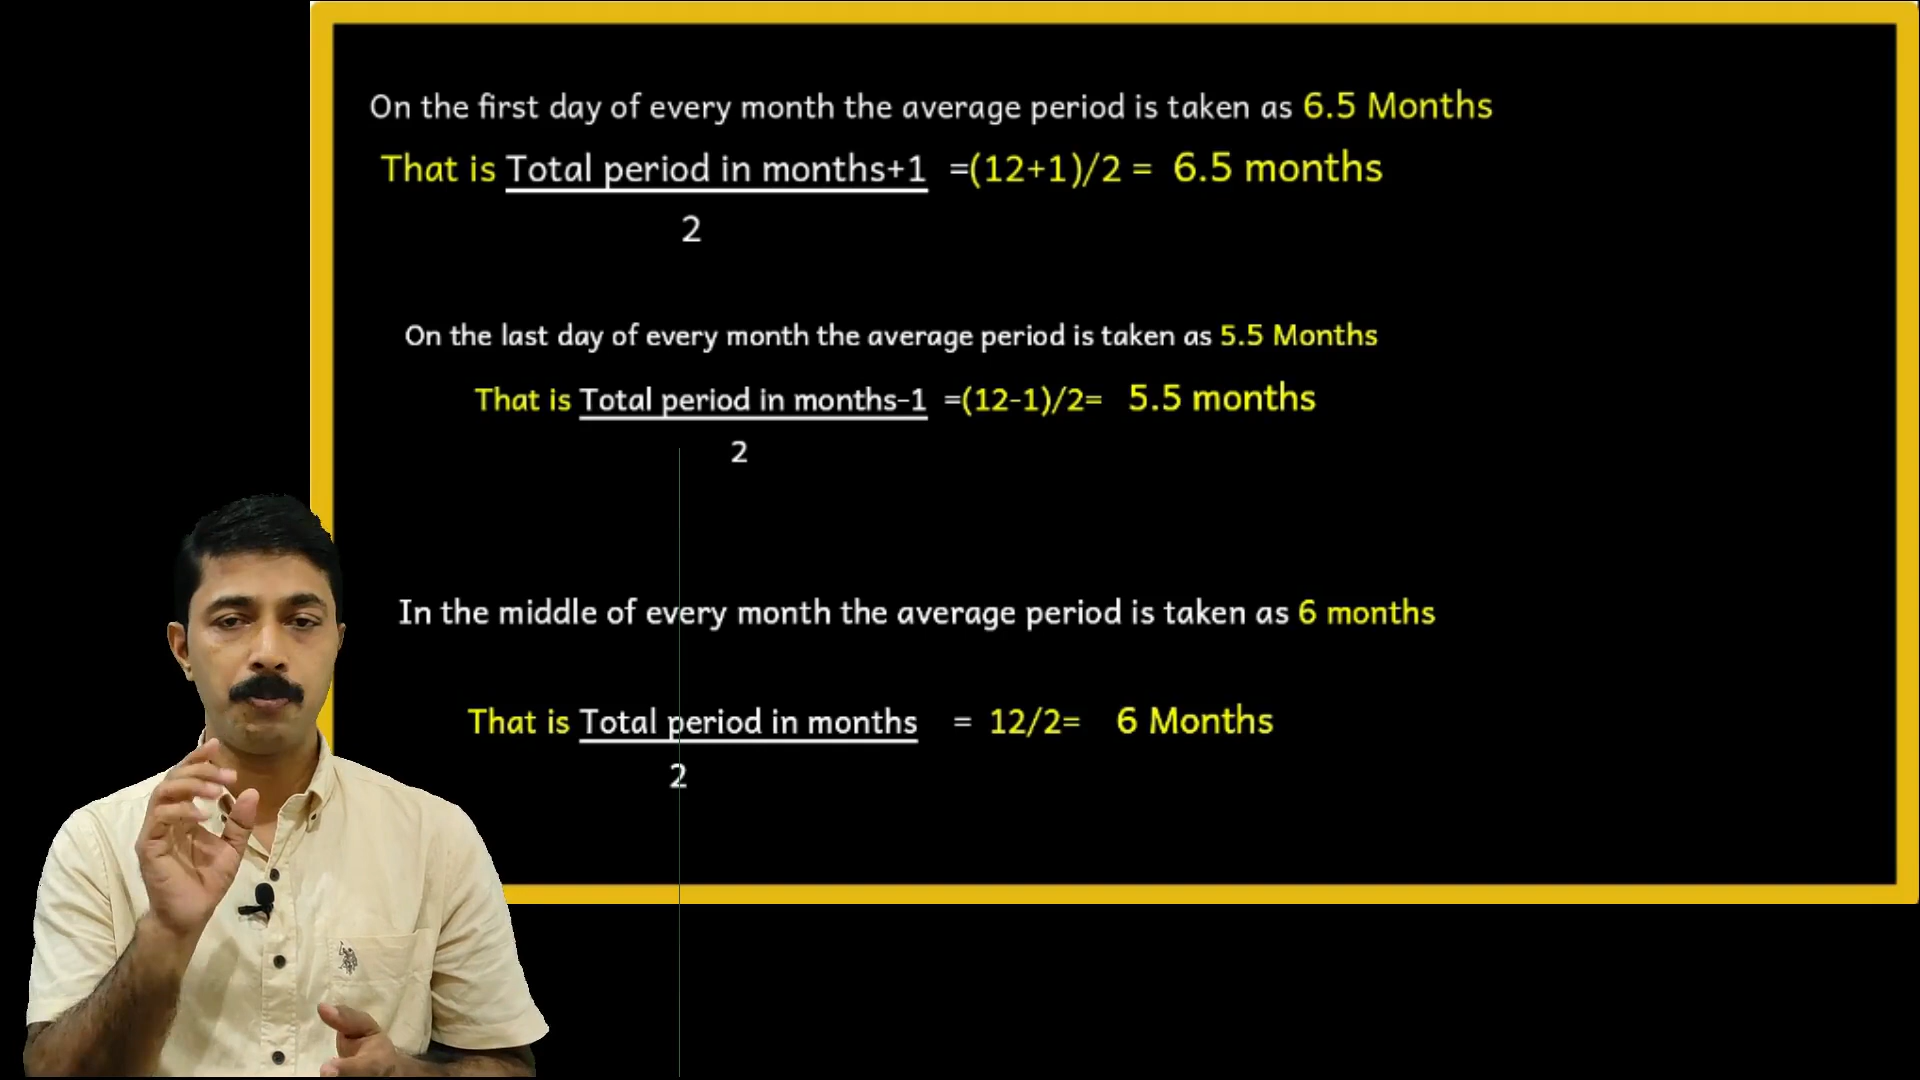 On the first day of every month the average period is taken as 6.5 Months
That is Total period in months+1 =(12+1)/2 = 6.5 months
2
On the last day of every month the average period is taken as 5.5 Months
That is Total period in months-1 =(12-1)/2= 5.5 months
2
In the middle of every month the average period is taken as 6 months
That is Total period in months = 12/2= 6 Months
2